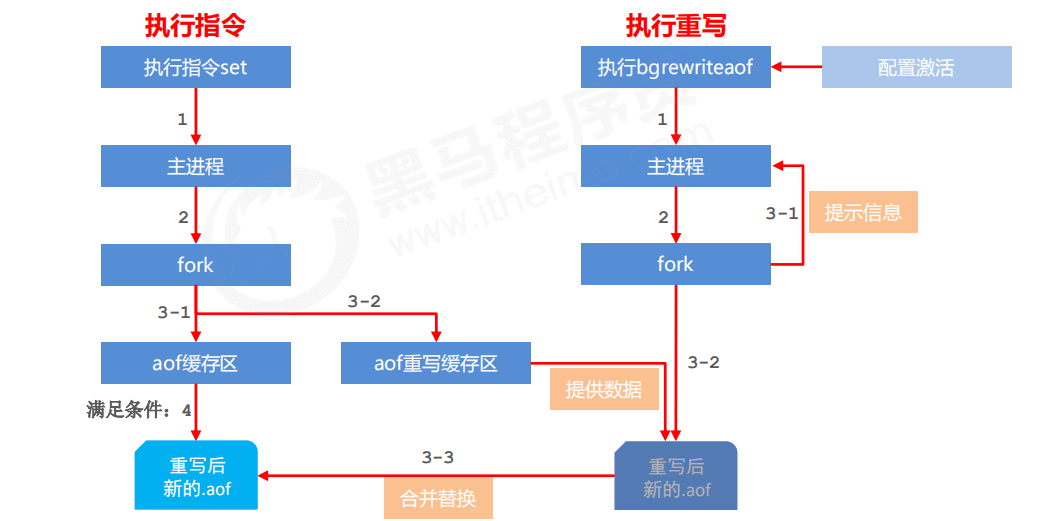 执行指令
执行重写
执行指令set
执行bgrewriteaof
配置激活
1
1
主进程
主进程
提示信息
2
2
3-1
fork
fork
3-1
3-2
aof缓存区
aof重写缓存区
3-2
提供数据
满足条件：4
重写后
新的.aof
3-3
合并替换
重写后
新的.aof
黑马程序员
www.itheima.com